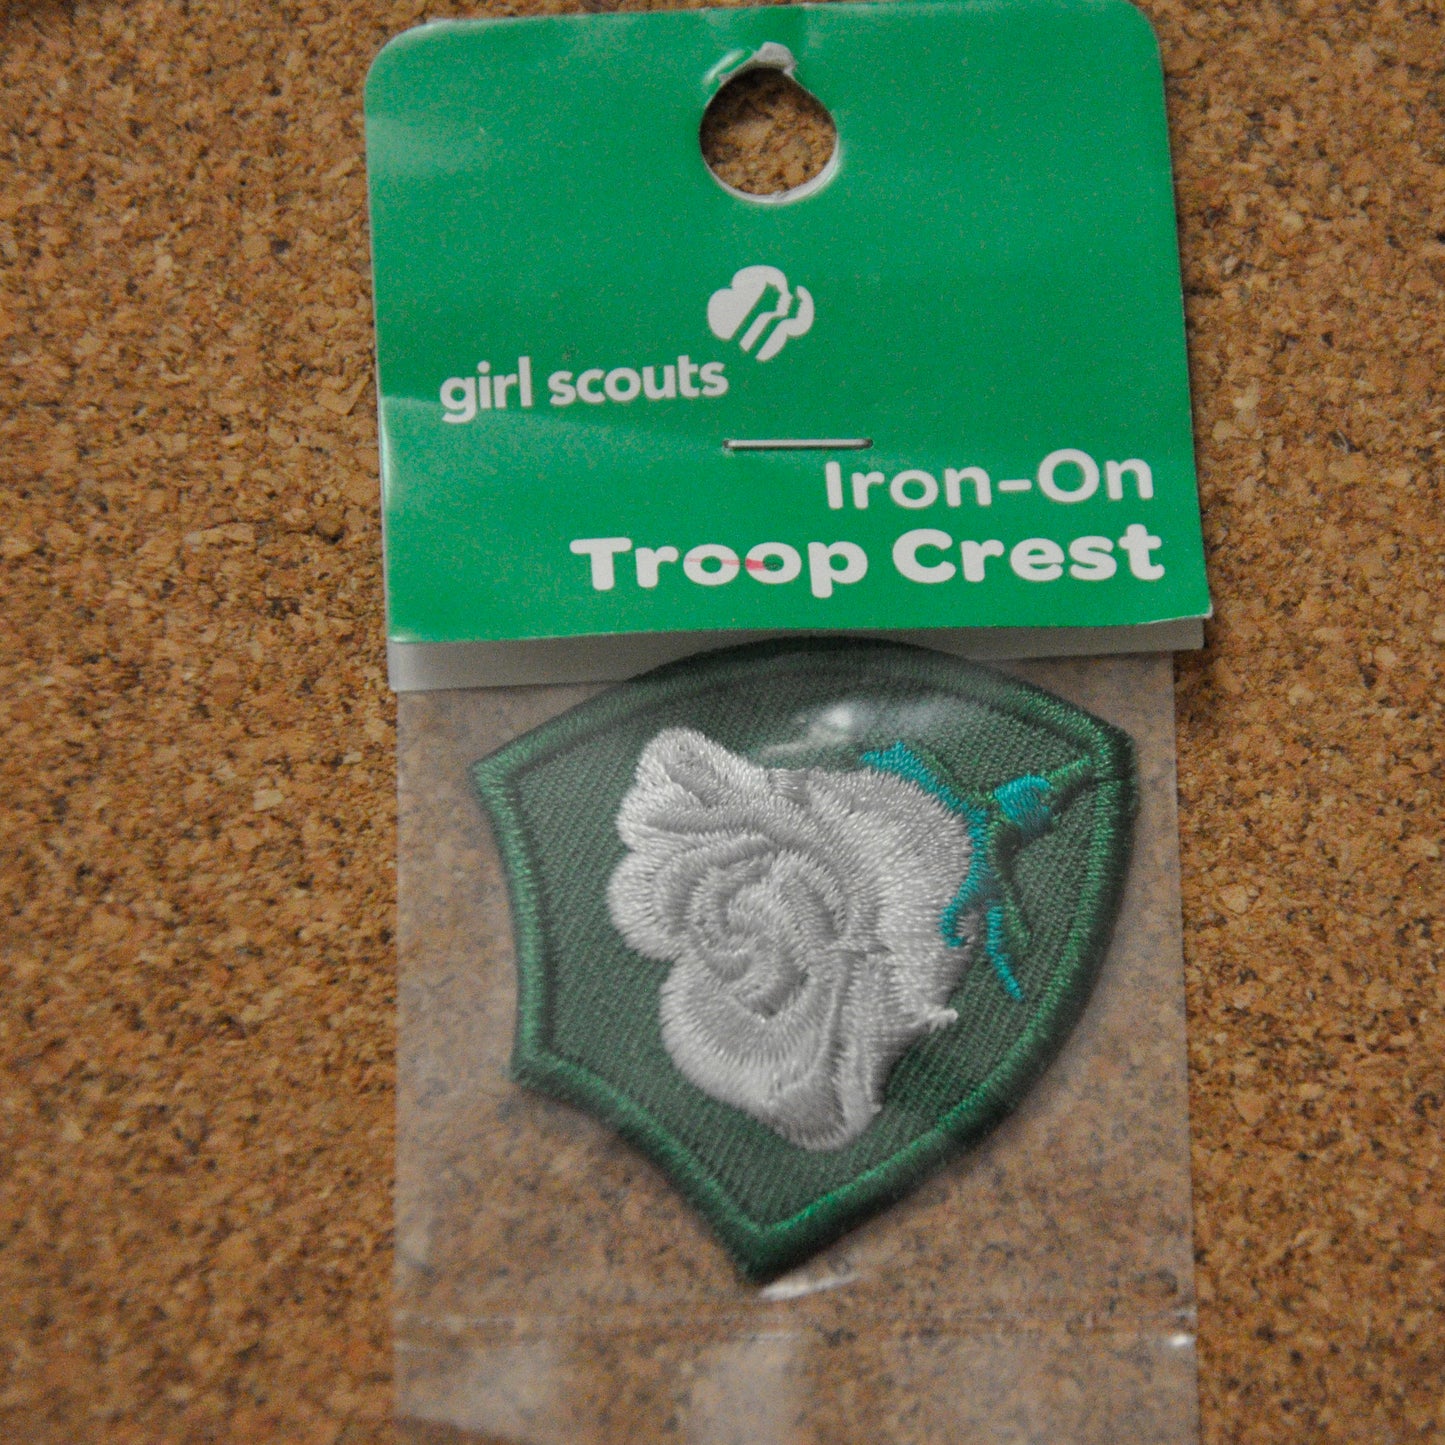 girl scouts
Iron-On
Troop Crest